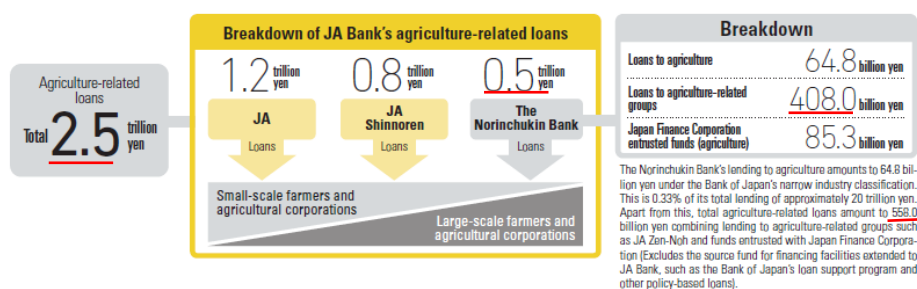 Agriculture-related
loans
Total 2.5 trillion yen
Breakdown of JA Bank's agriculture-related loans
1.2 trillion yen
0.8 trillion yen
0.5 trillion yen
JA
JA Shinnoren
The Norinchukin Bank
Loans
Loans
Loans
Small-scale farmers and
agricultural corporations
Large-scale farmers and
agricultural corporations
Breakdown
Loans to agriculture 64.8 billion yen
Loans to agriculture-related
groups 408.0 billion yen
Japan Finance Corporation
entrusted funds (agriculture) 85.3 billion yen
The Norinchukin Bank's lending to agriculture amounts to 64.8 bil-
lion yen under the Bank of Japan's narrow industry classification.
This is 0.33% of its total lending of approximately 20 trillion yen.
Apart from this, total agriculture-related loans amount to 558.0
billion yen combining lending to agriculture-related groups such
as JA Zen-Noh and funds entrusted with Japan Finance Corpora-
tion (Excludes the source fund for financing facilities extended to
JA Bank, such as the Bank of Japan's loan support program and
other policy-based loans).